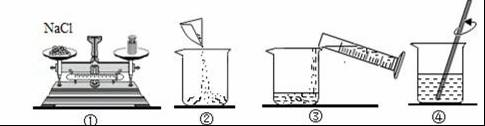 NaCl
① ② ③ ④